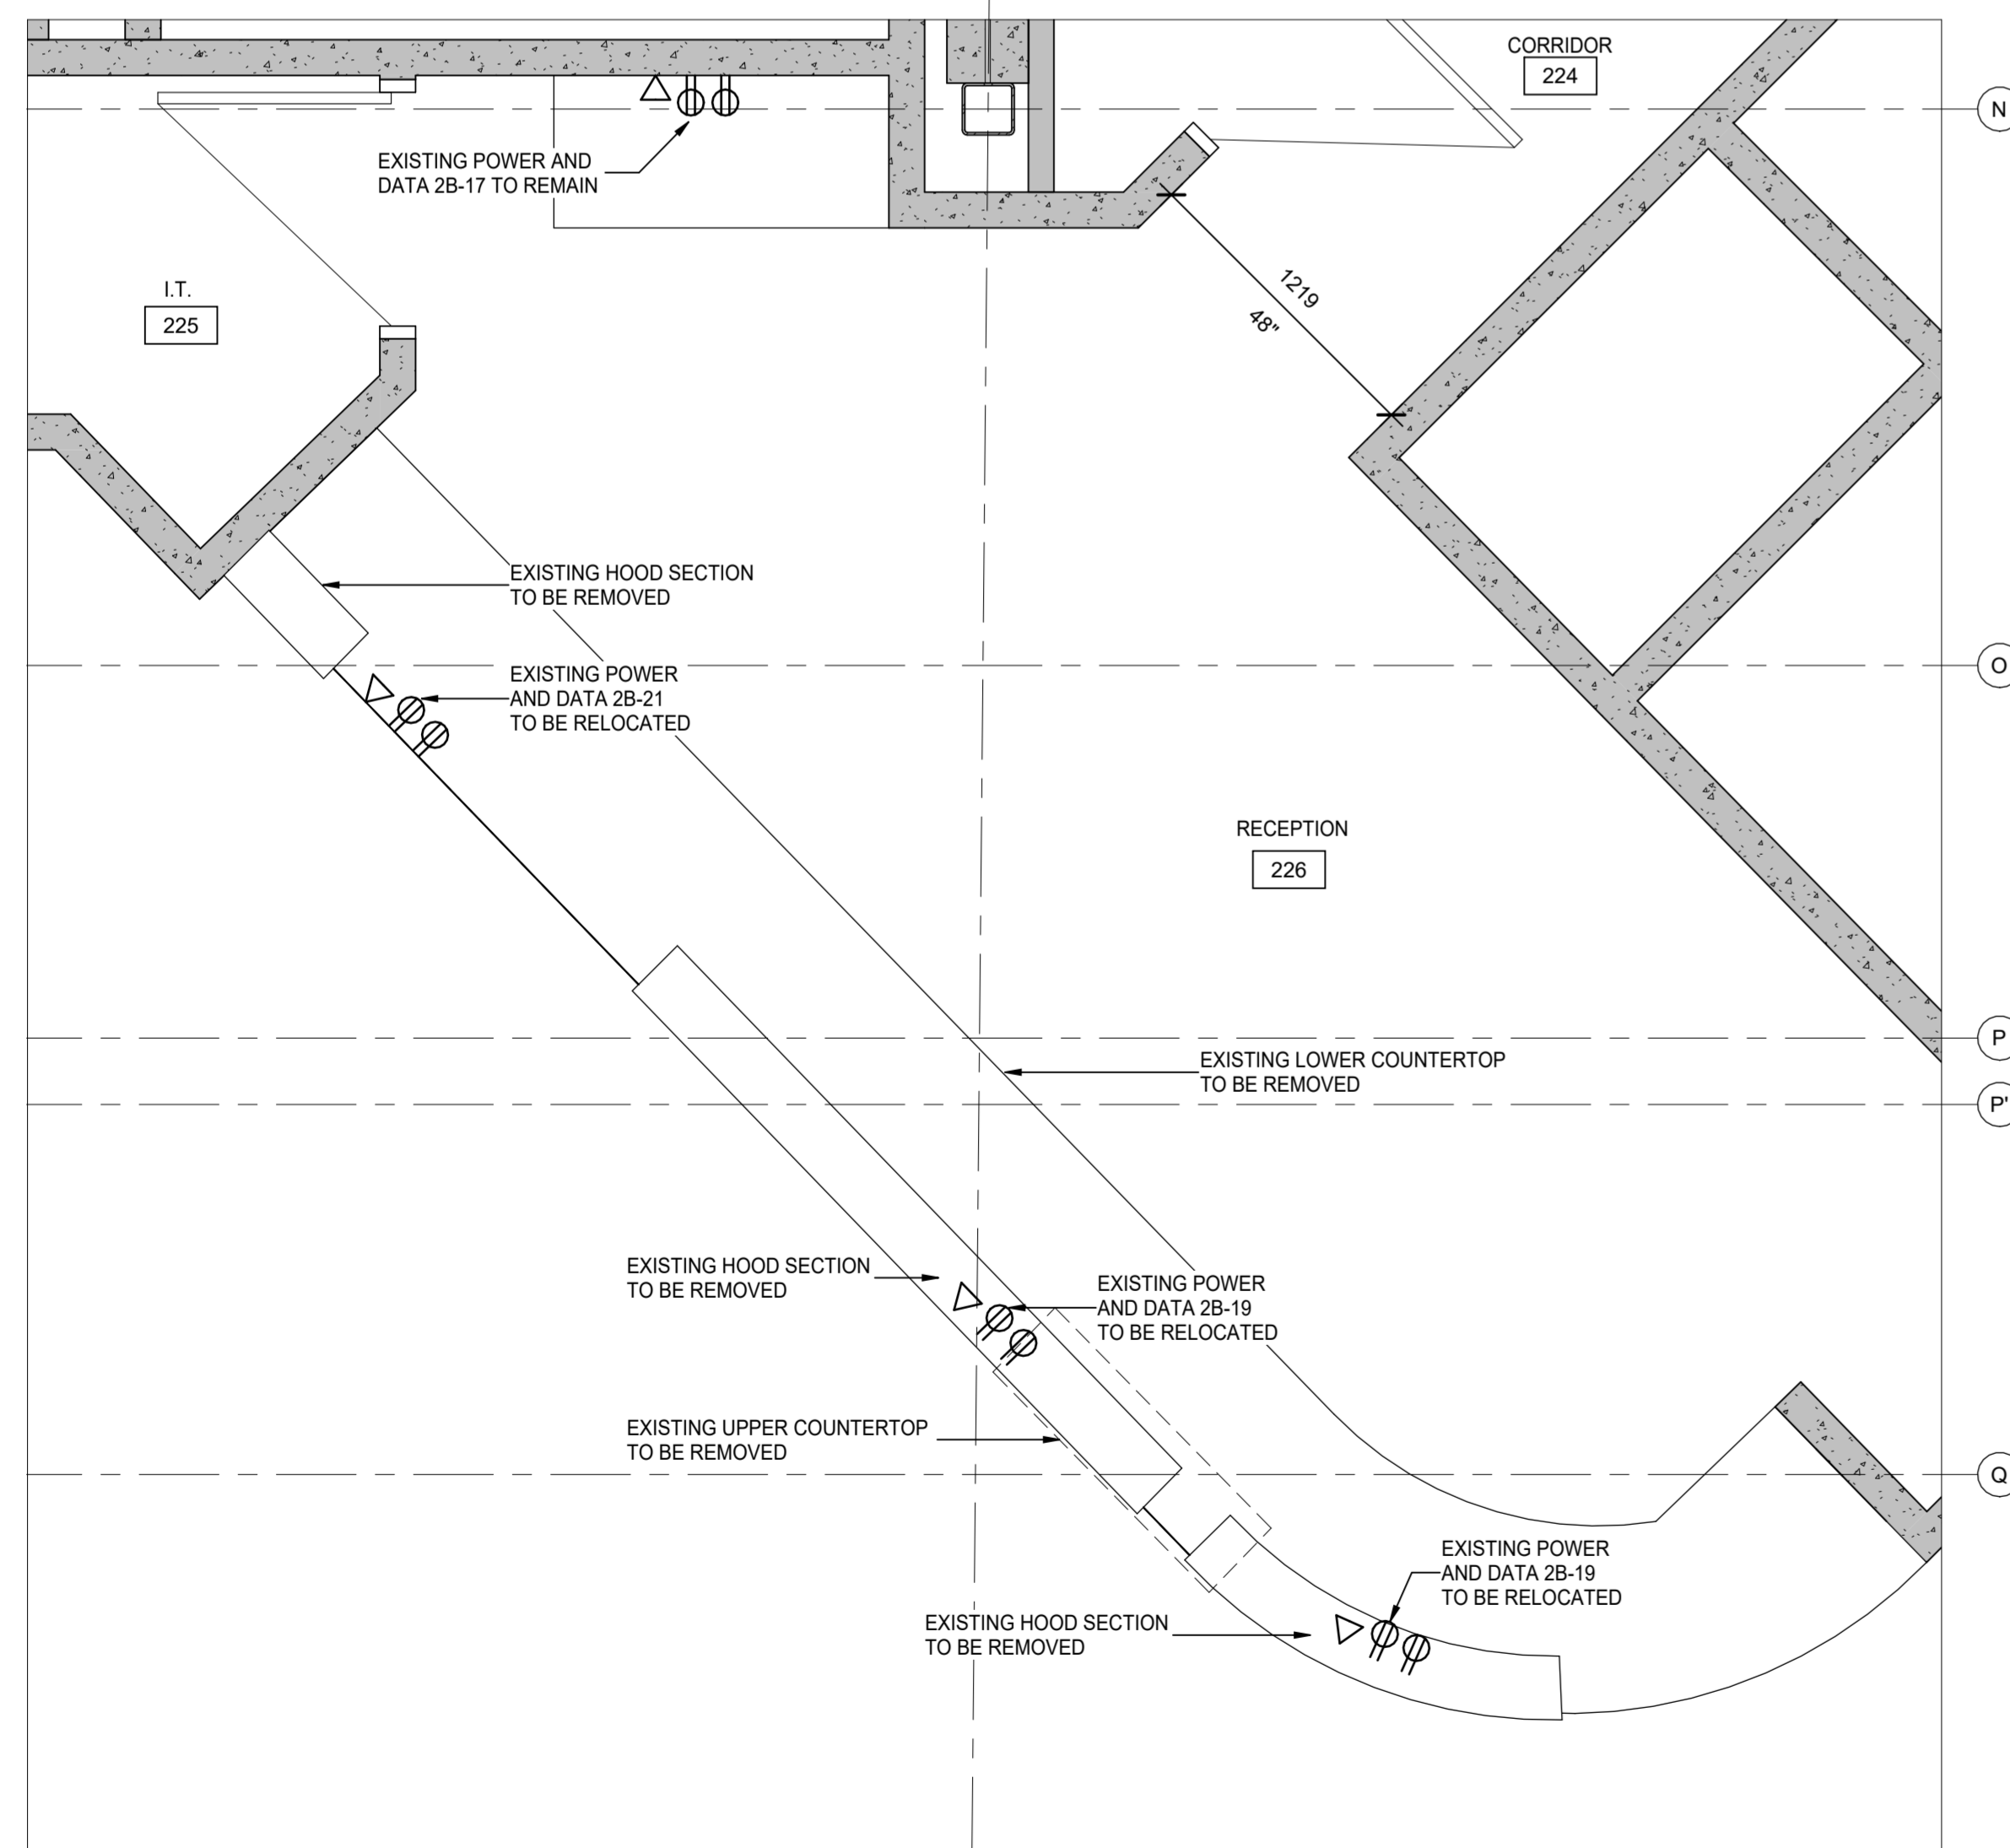 CORRIDOR
224
N
EXISTING POWER AND
DATA 2B-17 TO REMAIN
I.T.
225
1219
48"
EXISTING HOOD SECTION
TO BE REMOVED
O
EXISTING POWER
AND DATA 2B-21
TO BE RELOCATED
RECEPTION
226
P
EXISTING LOWER COUNTERTOP
TO BE REMOVED
P'
EXISTING HOOD SECTION
TO BE REMOVED
EXISTING POWER
AND DATA 2B-19
TO BE RELOCATED
EXISTING UPPER COUNTERTOP
TO BE REMOVED
Q
EXISTING POWER
AND DATA 2B-19
TO BE RELOCATED
EXISTING HOOD SECTION
TO BE REMOVED